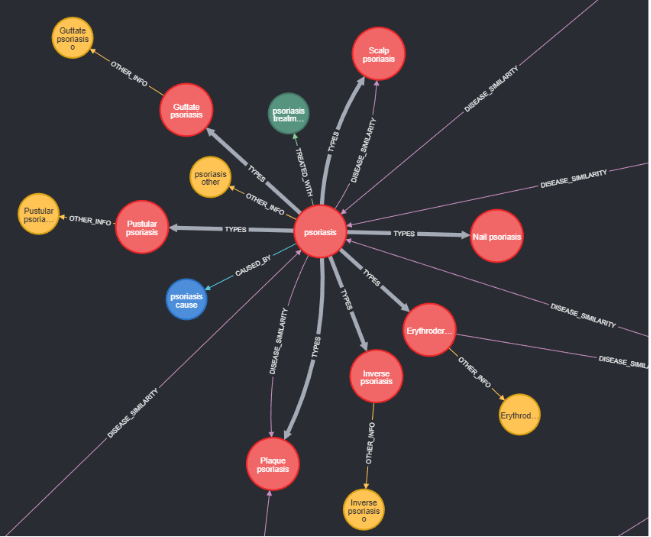 Guttate
psoriasis
o
OTHER_INFO
Guttate
psoriasis
Scalp
psoriasis
psoriasis
treatm...
TYPES
TYPES
DISEASE_SIMILARITY
DISEASE_SIMILARITY
TREATED_WITH
psoriasis
other
OTHER_INFO
DISEASE_SIMILARITY
Pustular
psoria...
OTHER_INFO
Pustular
psoriasis
TYPES
psoriasis
TYPES
Nail psoriasis
CAUSED_BY
psoriasis
cause
TYPES
DISEASE_SIMILARITY
DISEASE_SIMILARITY
TYPES
TYPES
Erythroder...
DISEASE_SIMIL
OTHER_INFO
Inverse
psoriasis
DISEASE_SIMILARITY
Erythrod...
OTHER_INFO
Plaque
psoriasis
Inverse
psoriasis
o